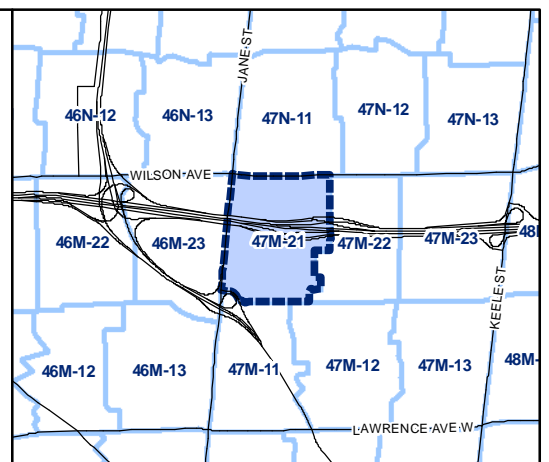 JANE ST
46N-12
46N-13
47N-11
47N-12
47N-13
WILSON AVE
46M-22
46M-23
47M-21
47M-22
47M-23
48M
KEELE ST
46M-12
46M-13
47M-11
47M-12
47M-13
48M-
LAWRENCE AVE W